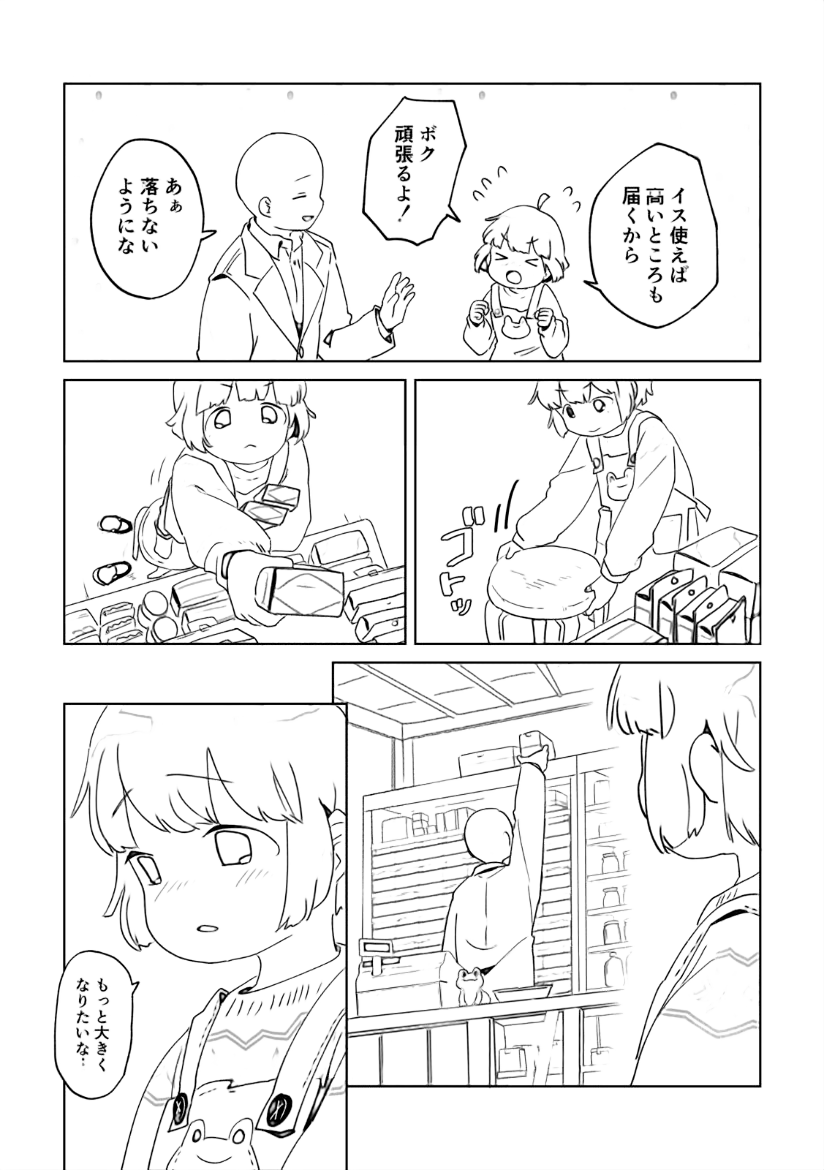 イス使えば
高いところも
届くから
ボク
頑張るよ！
あぁ
落ちない
ようにな
ゴトッ
もっと大きく
なりたいな…